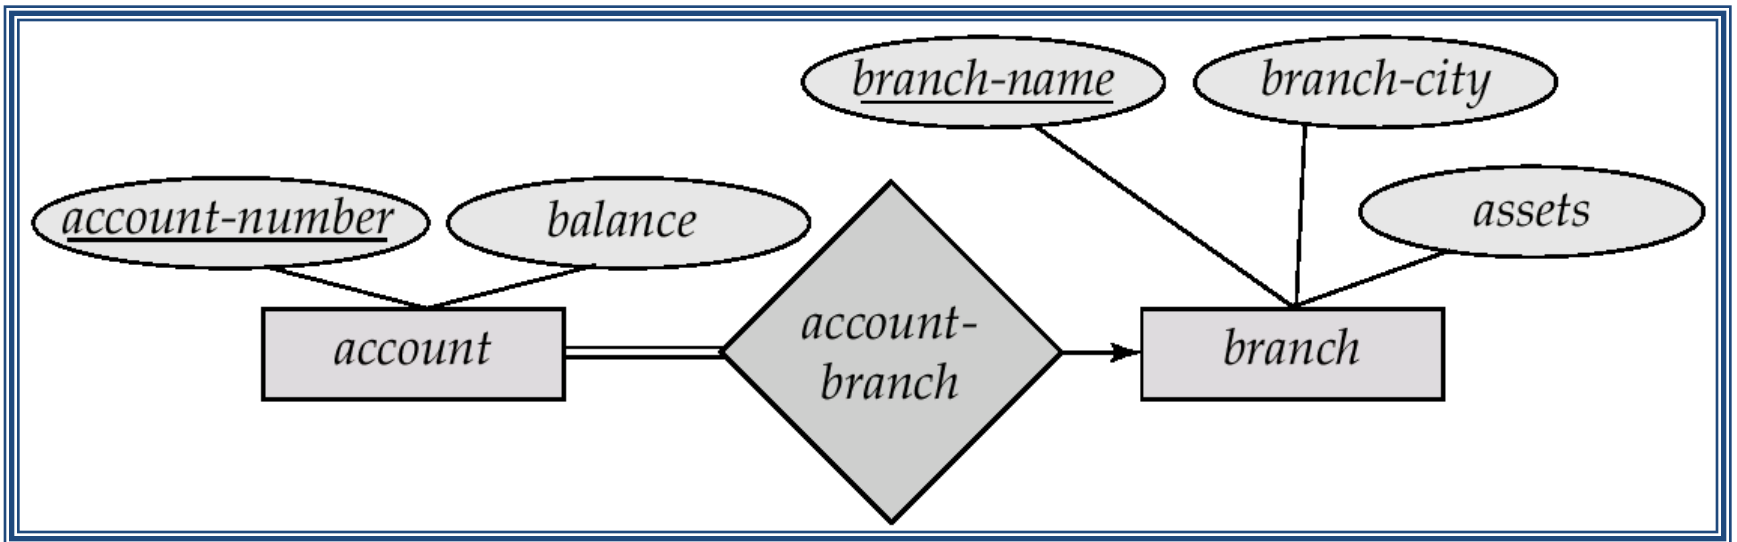 branch-name
branch-city
account-number
balance
assets
account
account-
branch
branch